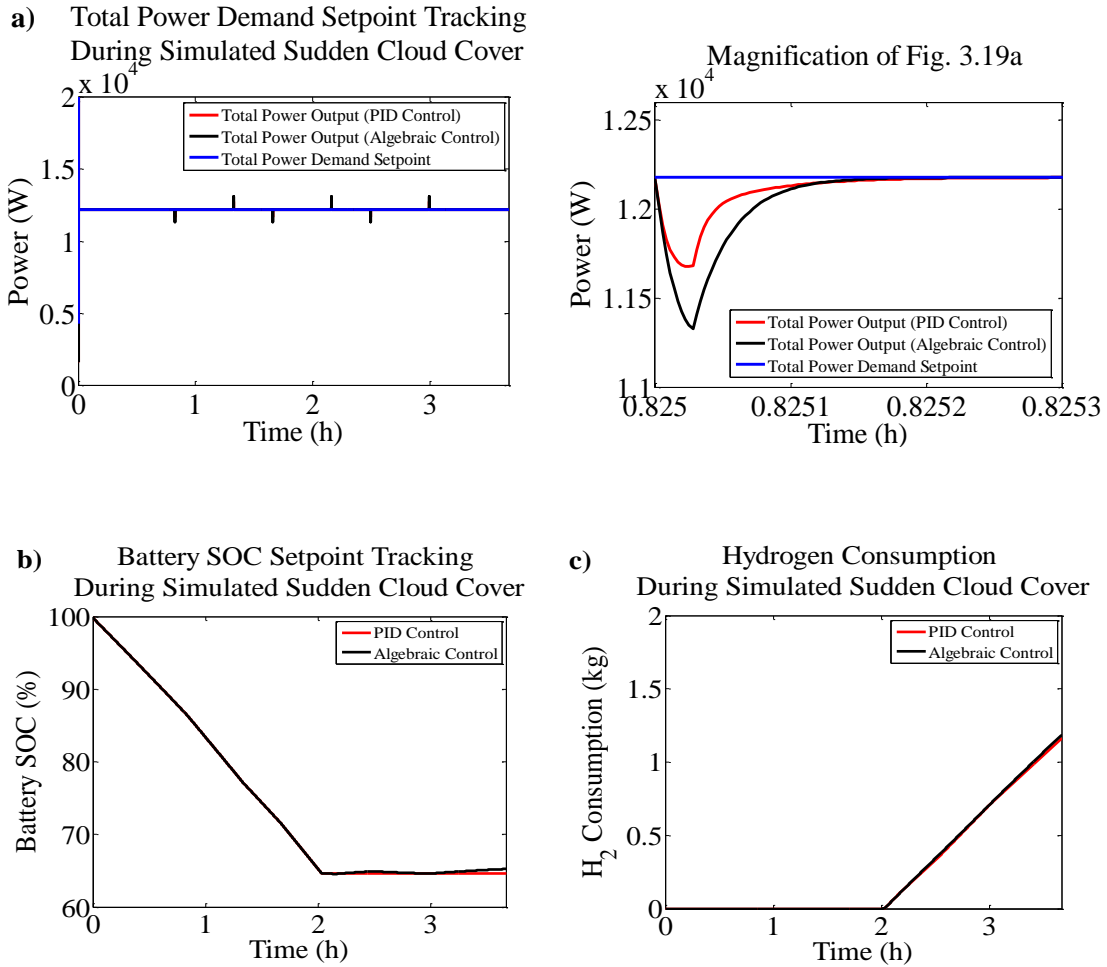 a) Total Power Demand Setpoint Tracking
During Simulated Sudden Cloud Cover
x 10^4
2
1.5
1
0.5
0
Power (W)
Total Power Output (PID Control)
Total Power Output (Algebraic Control)
Total Power Demand Setpoint
0 1 2 3
Time (h)
Magnification of Fig. 3.19a
x 10^4
1.25
1.2
1.15
1.1
Power (W)
Total Power Output (PID Control)
Total Power Output (Algebraic Control)
Total Power Demand Setpoint
0.825 0.8251 0.8252 0.8253
Time (h)
b) Battery SOC Setpoint Tracking
During Simulated Sudden Cloud Cover
100
90
80
70
60
Battery SOC (%)
PID Control
Algebraic Control
0 1 2 3
Time (h)
c) Hydrogen Consumption
During Simulated Sudden Cloud Cover
2
1.5
1
0.5
0
H2 Consumption (kg)
PID Control
Algebraic Control
0 1 2 3
Time (h)